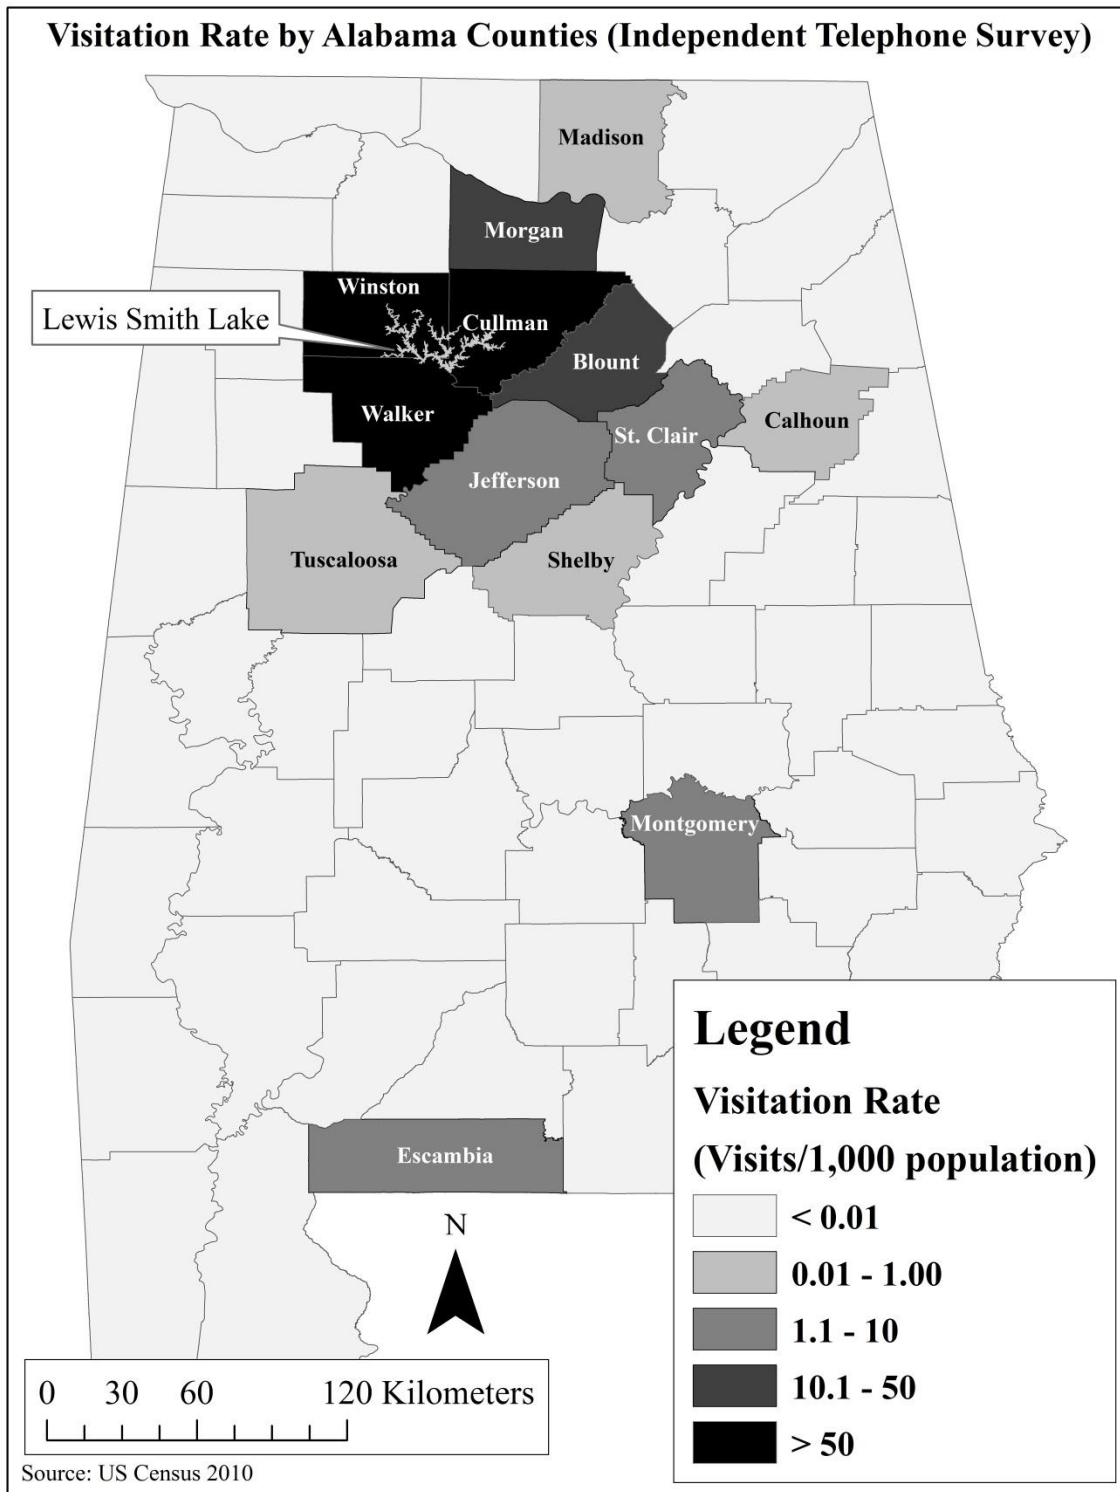 Visitation Rate by Alabama Counties (Independent Telephone Survey)
Madison
Morgan
Winston
Lewis Smith Lake
Cullman
Blount
Walker
St. Clair
Calhoun
Jefferson
Tuscaloosa
Shelby
Montgomery
Escambia
N
Legend
Visitation Rate
(Visits/1,000 population)
< 0.01
0.01 - 1.00
1.1 - 10
10.1 - 50
> 50
0 30 60 120 Kilometers
Source: US Census 2010